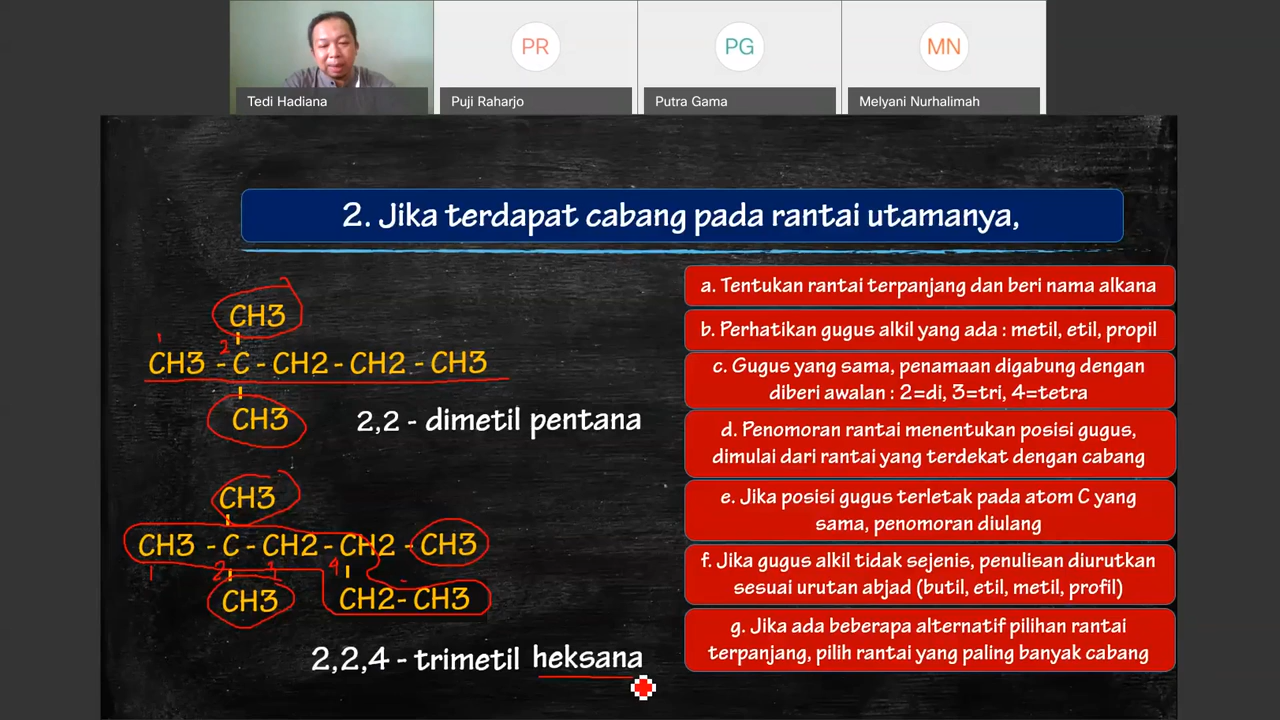 PR
PG
MN
Tedi Hadiana
Puji Raharjo
Putra Gama
Melyani Nurhalimah
2. Jika terdapat cabang pada rantai utamanya,
CH3
1 2
CH3 - C - CH2 - CH2 - CH3
CH3
2,2 - dimetil pentana
CH3
CH3 - C - CH2 - CH2 - CH3
1 2 3 4
CH3 CH2- CH3
2,2,4 - trimetil heksana
a. Tentukan rantai terpanjang dan beri nama alkana
b. Perhatikan gugus alkil yang ada : metil, etil, propil
c. Gugus yang sama, penamaan digabung dengan
diberi awalan : 2=di, 3=tri, 4=tetra
d. Penomoran rantai menentukan posisi gugus,
dimulai dari rantai yang terdekat dengan cabang
e. Jika posisi gugus terletak pada atom C yang
sama, penomoran diulang
f. Jika gugus alkil tidak sejenis, penulisan diurutkan
sesuai urutan abjad (butil, etil, metil, profil)
g. Jika ada beberapa alternatif pilihan rantai
terpanjang, pilih rantai yang paling banyak cabang